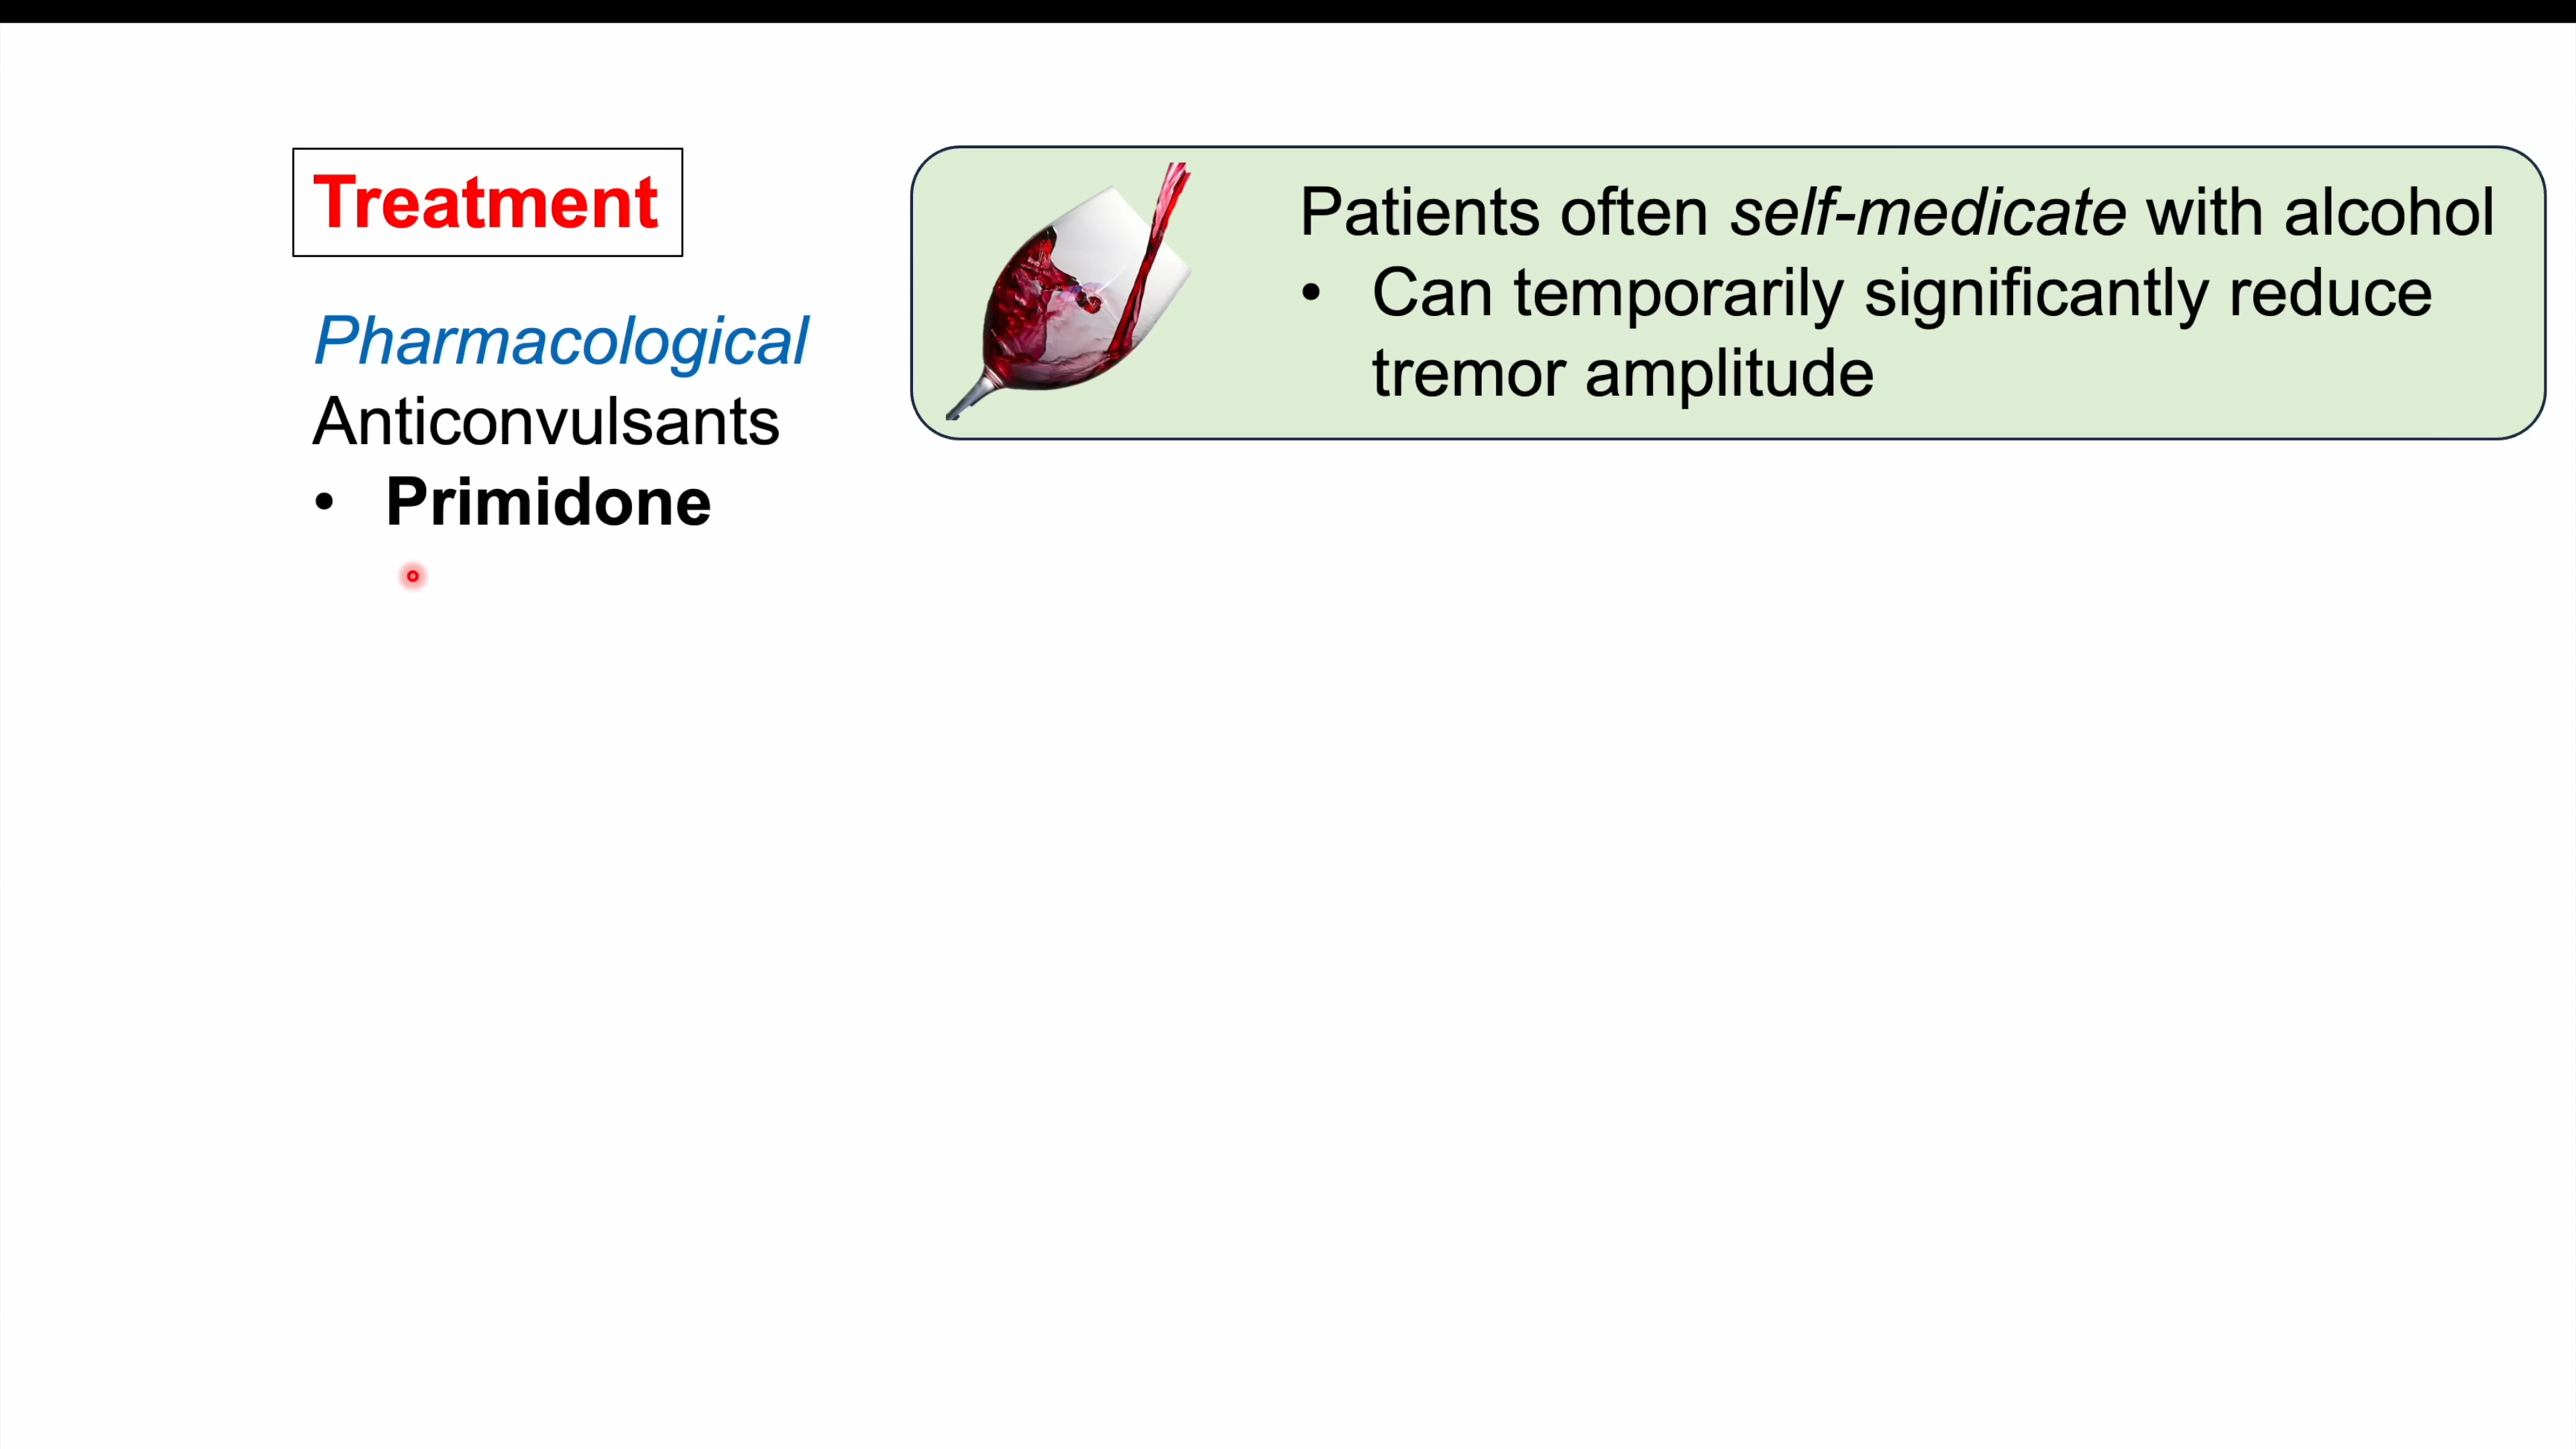 Treatment
Pharmacological
Anticonvulsants
• Primidone
Patients often self-medicate with alcohol
• Can temporarily significantly reduce
tremor amplitude